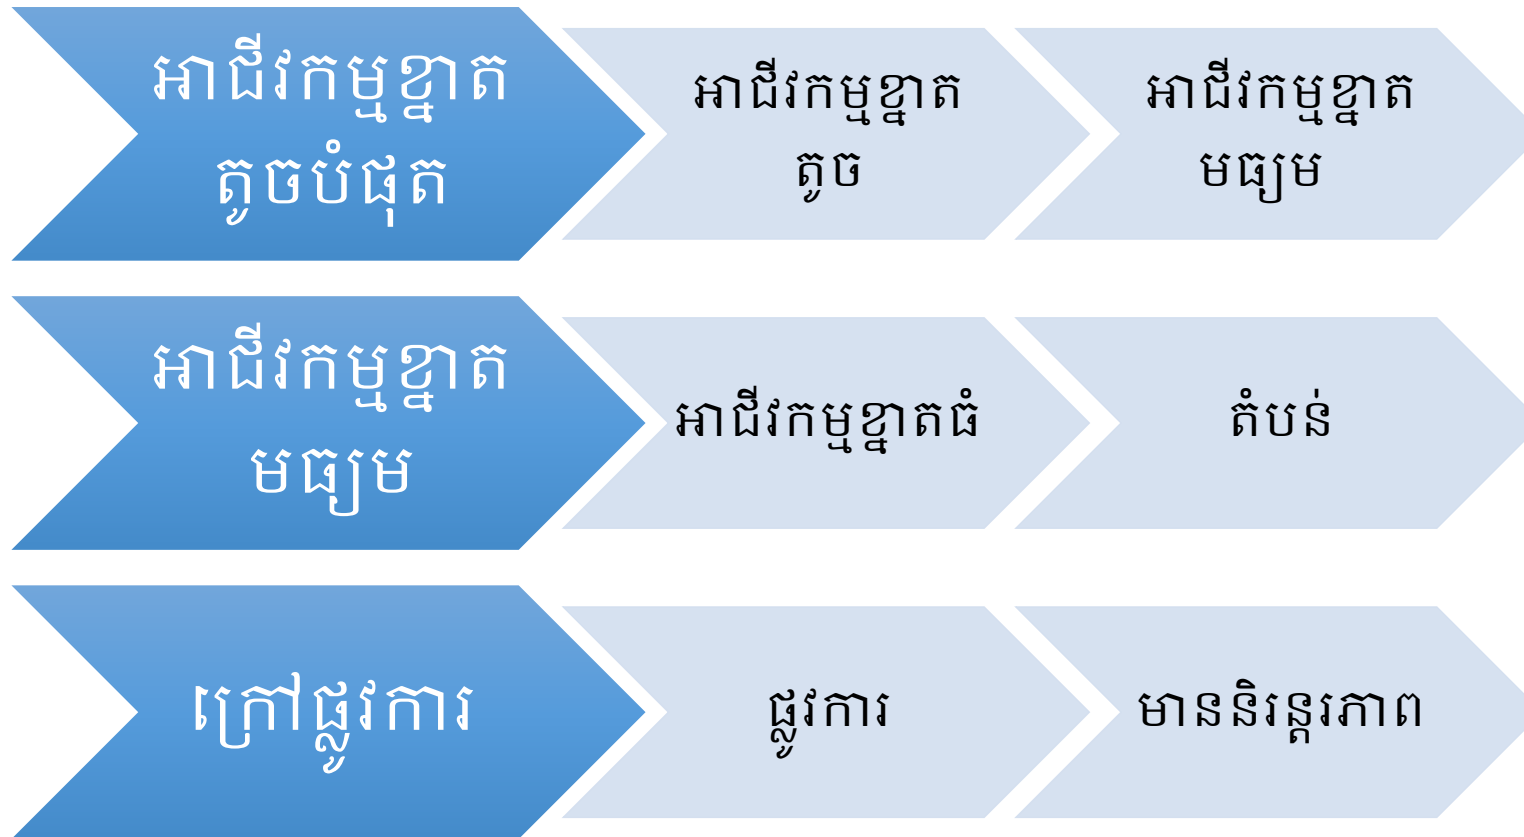 អាជីវកម្មខ្នាត
តូចបំផុត
អាជីវកម្មខ្នាត
តូច
អាជីវកម្មខ្នាត
មធ្យម
អាជីវកម្មខ្នាត
មធ្យម
អាជីវកម្មខ្នាតធំ
តំបន់
ក្រៅផ្លូវការ
ផ្លូវការ
មាននិរន្តរភាព